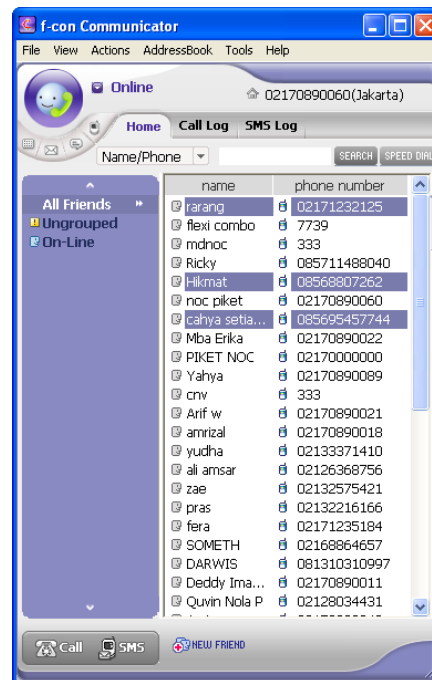 f-con Communicator
File View Actions AddressBook Tools Help
Online
02170890060(Jakarta)
Home Call Log SMS Log
Name/Phone SEARCH SPEED DIAL
name phone number
All Friends
Ungrouped
On-Line
rarang 02171232125
flexi combo 7739
mdnoc 333
Ricky 085711488040
Hikmat 08568807262
noc piket 02170890060
cahya setia... 085695457744
Mba Erika 02170890022
PIKET NOC 02170000000
Yahya 02170890089
cnv 333
Arif w 02170890021
amrizal 02170890018
yudha 02133371410
ali amsar 02126368756
zae 02132575421
pras 02132216166
fera 02171235184
SOMETH 02168864657
DARWIS 081310310997
Deddy Ima... 02170890011
Quvin Nola P 02128034431
Call SMS NEW FRIEND